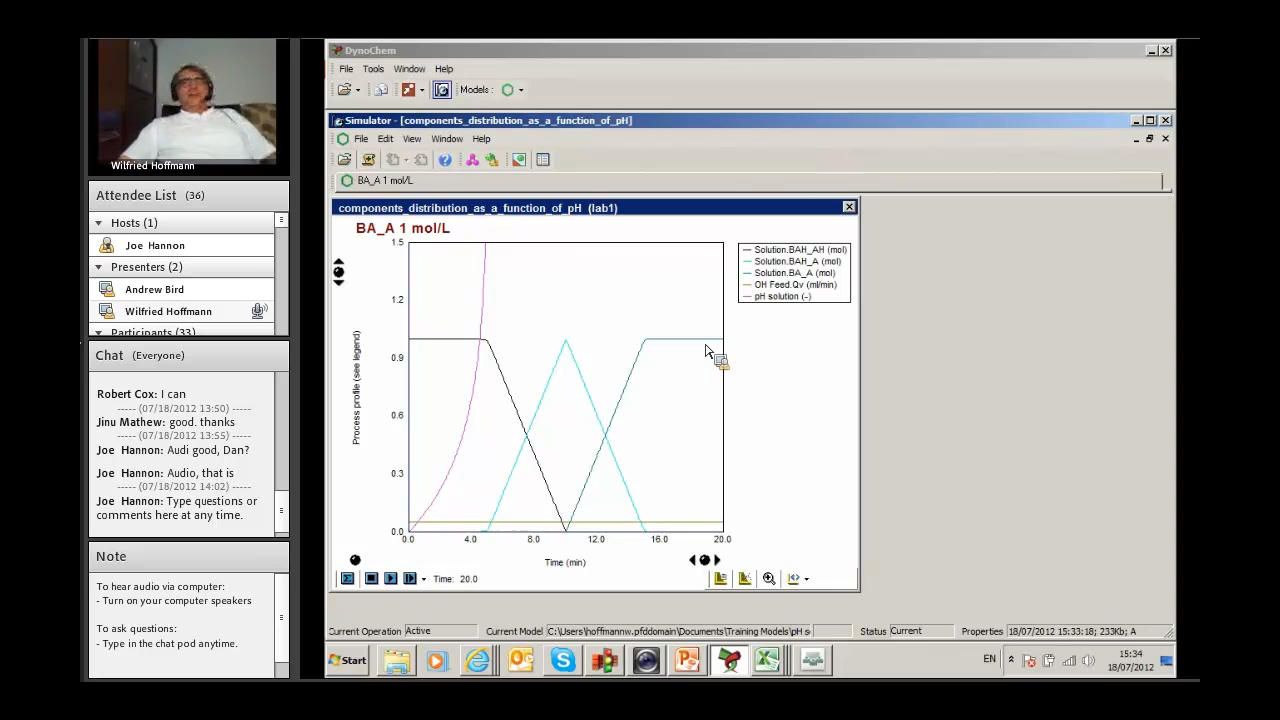 Wilfried Hoffmann
Attendee List (36)
Hosts (1)
Joe Hannon
Presenters (2)
Andrew Bird
Wilfried Hoffmann
Participants (33)
Chat (Everyone)
Robert Cox: I can
----- (07/18/2012 13:50) -----
Jinu Mathew: good. thanks
----- (07/18/2012 13:55) -----
Joe Hannon: Audi good, Dan?
Joe Hannon: Audio, that is
----- (07/18/2012 14:02) -----
Joe Hannon: Type questions or
comments here at any time.
Note
To hear audio via computer:
- Turn on your computer speakers
To ask questions:
- Type in the chat pod anytime.
DynoChem
File Tools Window Help
Models:
Simulator - [components_distribution_as_a_function_of_pH]
File Edit View Window Help
BA_A 1 mol/L
components_distribution_as_a_function_of_pH (lab1)
BA_A 1 mol/L
1.5
1.2
0.9
0.6
0.3
0.0
Process profile (see legend)
0.0 4.0 8.0 12.0 16.0 20.0
Time (min)
Solution.BAH_AH (mol)
Solution.BAH_A (mol)
Solution.BA_A (mol)
OH Feed.Qv (ml/min)
pH solution (-)
Time: 20.0
Current Operation Active Current Model C:\Users\hoffmannw.pfddomain\Documents\Training Models\pH s Status Current Properties 18/07/2012 15:33:18; 233Kb; A
Start
EN
15:34
18/07/2012